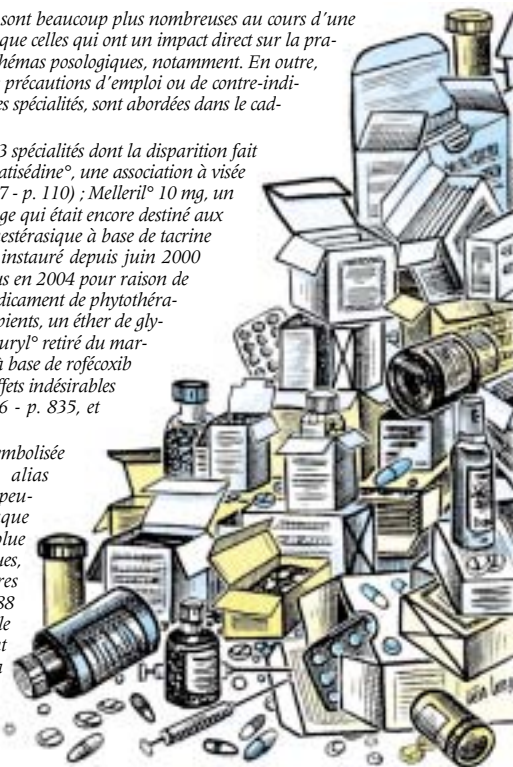 sont beaucoup plus nombreuses au cours d’une
que celles qui ont un impact direct sur la pra-
hémas posologiques, notamment. En outre,
précautions d’emploi ou de contre-indi-
es spécialités, sont abordées dans le cad-
3 spécialités dont la disparition fait
atisédine°, une association à visée
7 - p. 110) ; Melleril° 10 mg, un
ge qui était encore destiné aux
estérasique à base de tacrine
instauré depuis juin 2000
us en 2004 pour raison de
dicament de phytothéra-
pients, un éther de gly-
uryl° retiré du mar-
à base de rofécoxib
ffets indésirables
6 - p. 835, et
mbolisée
alias
peu-
que
lue
ues,
res
88
le
t